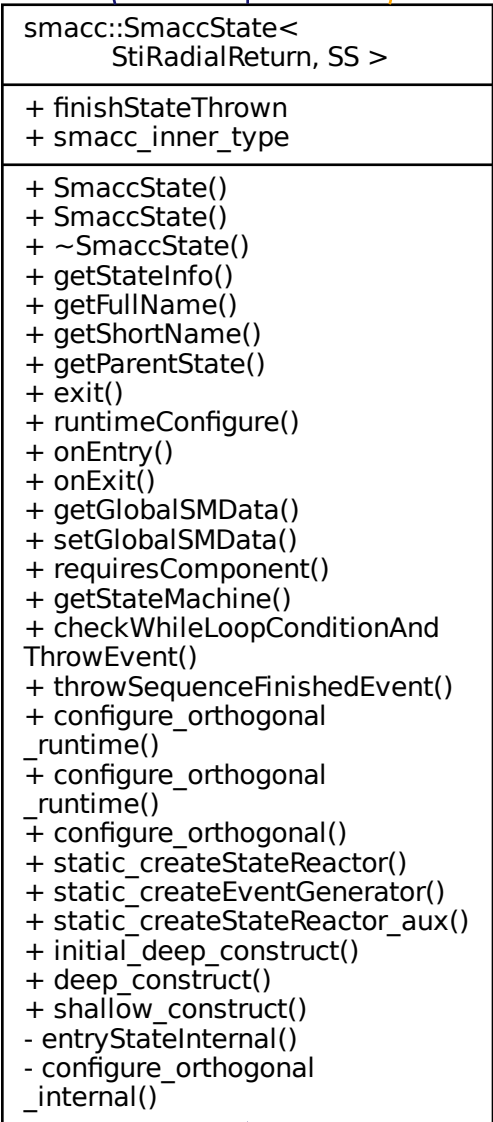 smacc::SmaccState<
StiRadialReturn, SS >
+ finishStateThrown
+ smacc_inner_type
+ SmaccState()
+ SmaccState()
+ ~SmaccState()
+ getStateInfo()
+ getFullName()
+ getShortName()
+ getParentState()
+ exit()
+ runtimeConfigure()
+ onEntry()
+ onExit()
+ getGlobalSMData()
+ setGlobalSMData()
+ requiresComponent()
+ getStateMachine()
+ checkWhileLoopConditionAnd
ThrowEvent()
+ throwSequenceFinishedEvent()
+ configure_orthogonal
_runtime()
+ configure_orthogonal
_runtime()
+ configure_orthogonal()
+ static_createStateReactor()
+ static_createEventGenerator()
+ static_createStateReactor_aux()
+ initial_deep_construct()
+ deep_construct()
+ shallow_construct()
- entryStateInternal()
- configure_orthogonal
_internal()